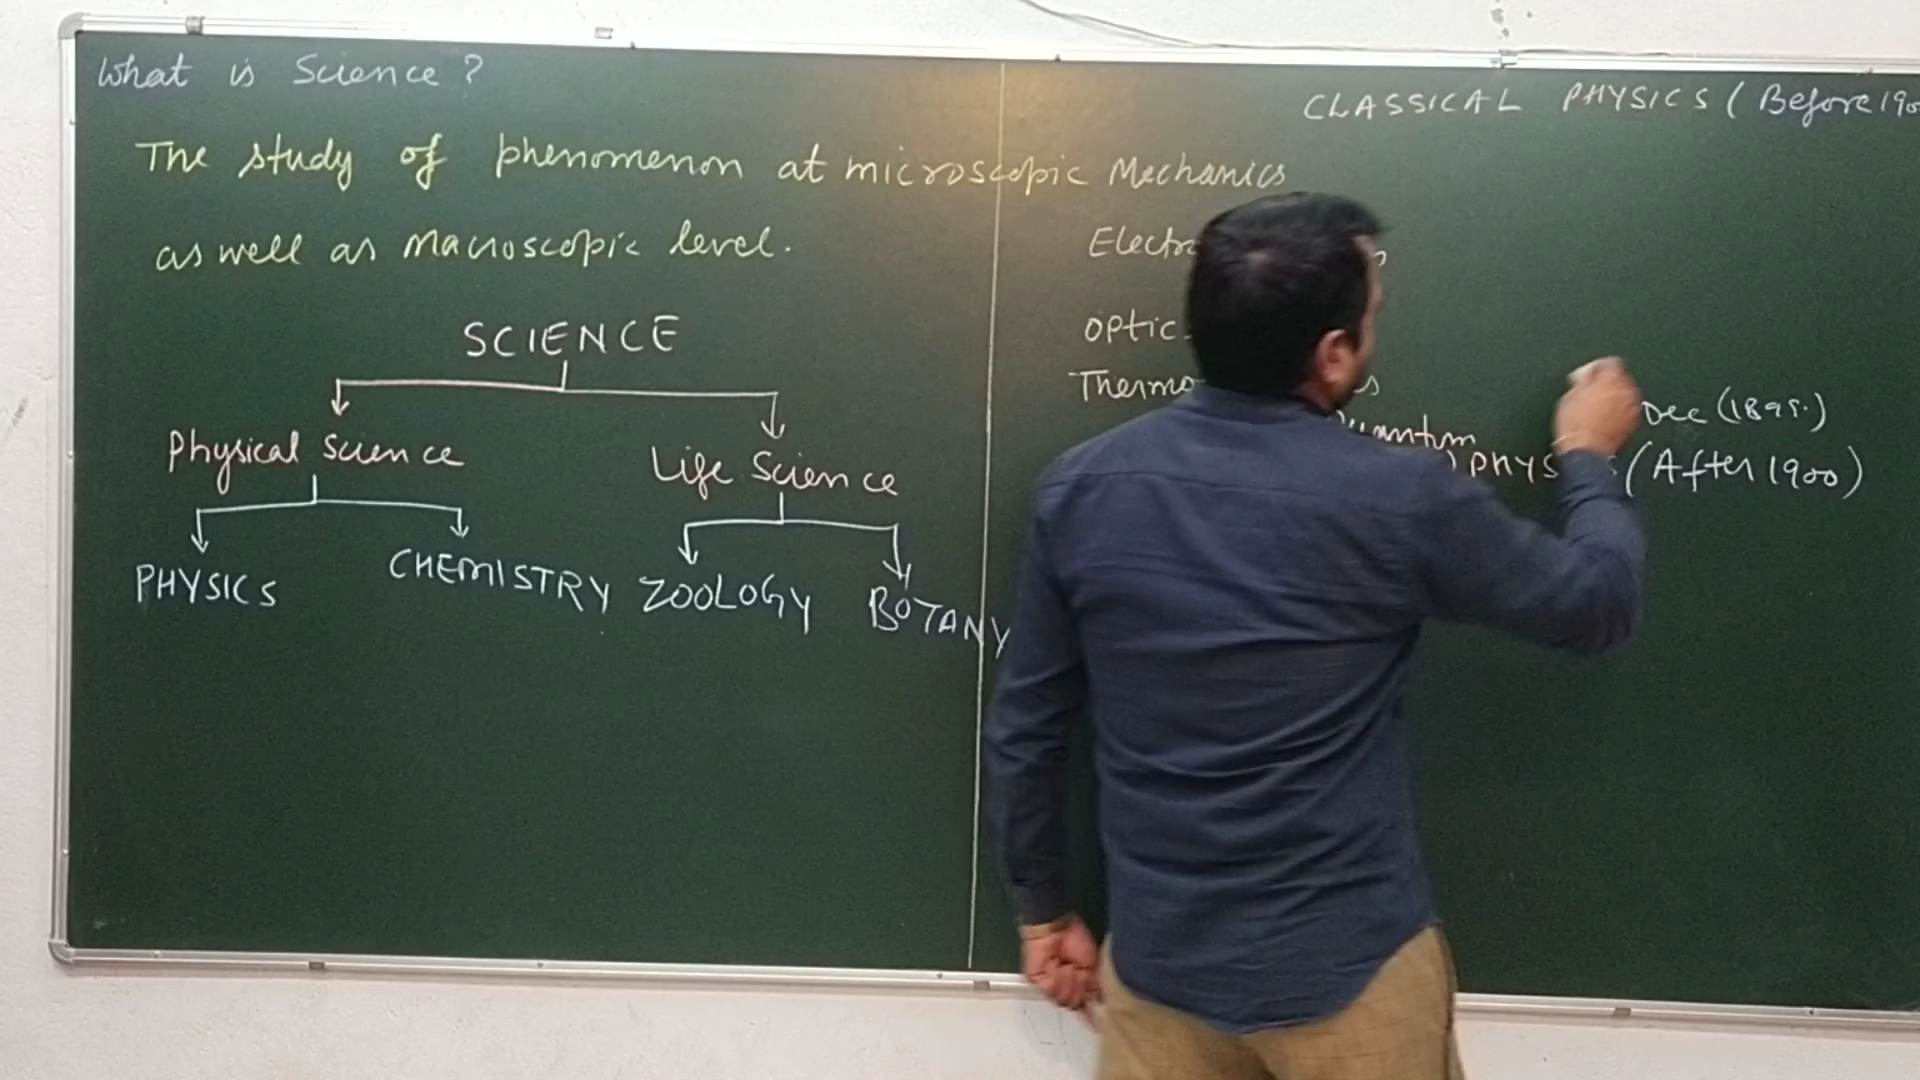 What is Science?
The study of phenomenon at microscopic
as well as Macroscopic level.
SCIENCE
Physical Science
Life Science
PHYSICS
CHEMISTRY
ZOOLOGY
BOTANY
CLASSICAL PHYSICS (Before 190
Mechanics
Electro
Optic
Thermo
Quantum
Dec (1895.)
PHYS (After 1900)